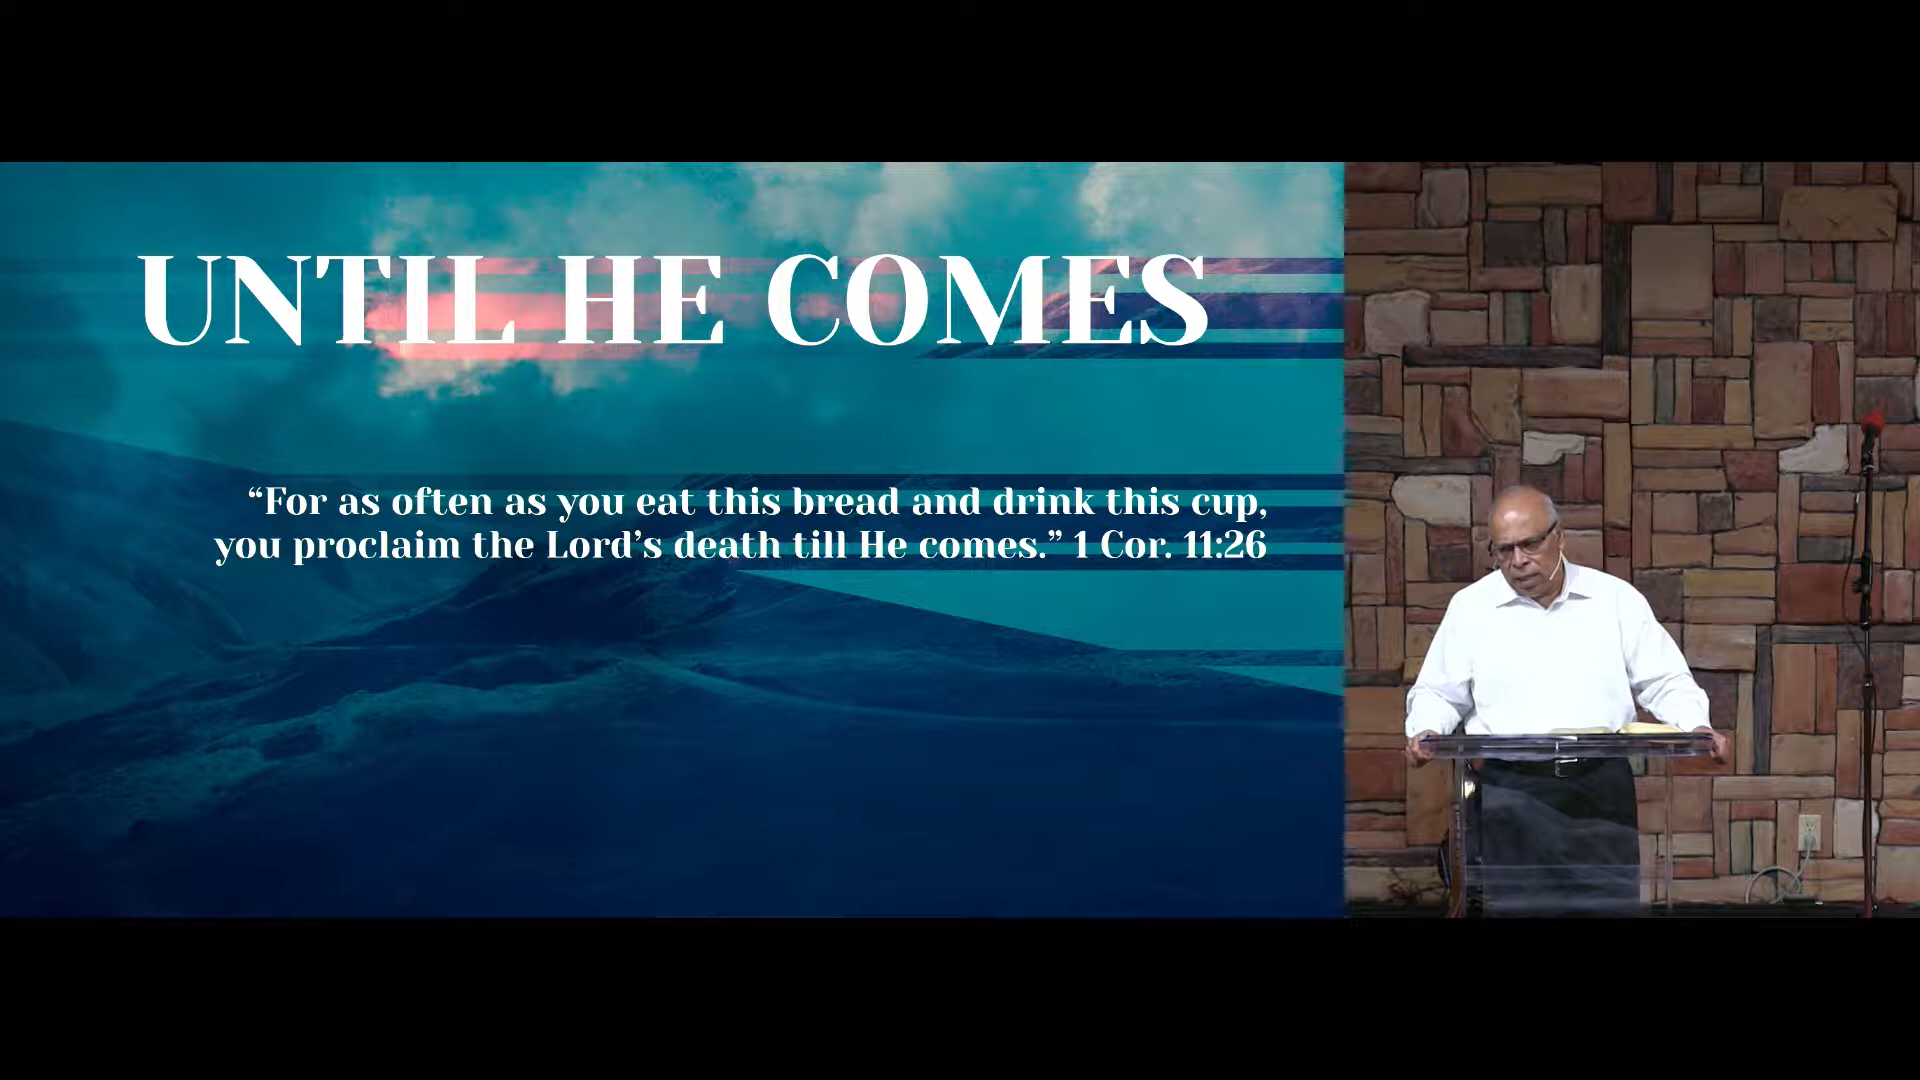 UNTIL HE COMES
“For as often as you eat this bread and drink this cup,
you proclaim the Lord’s death till He comes.” 1 Cor. 11:26